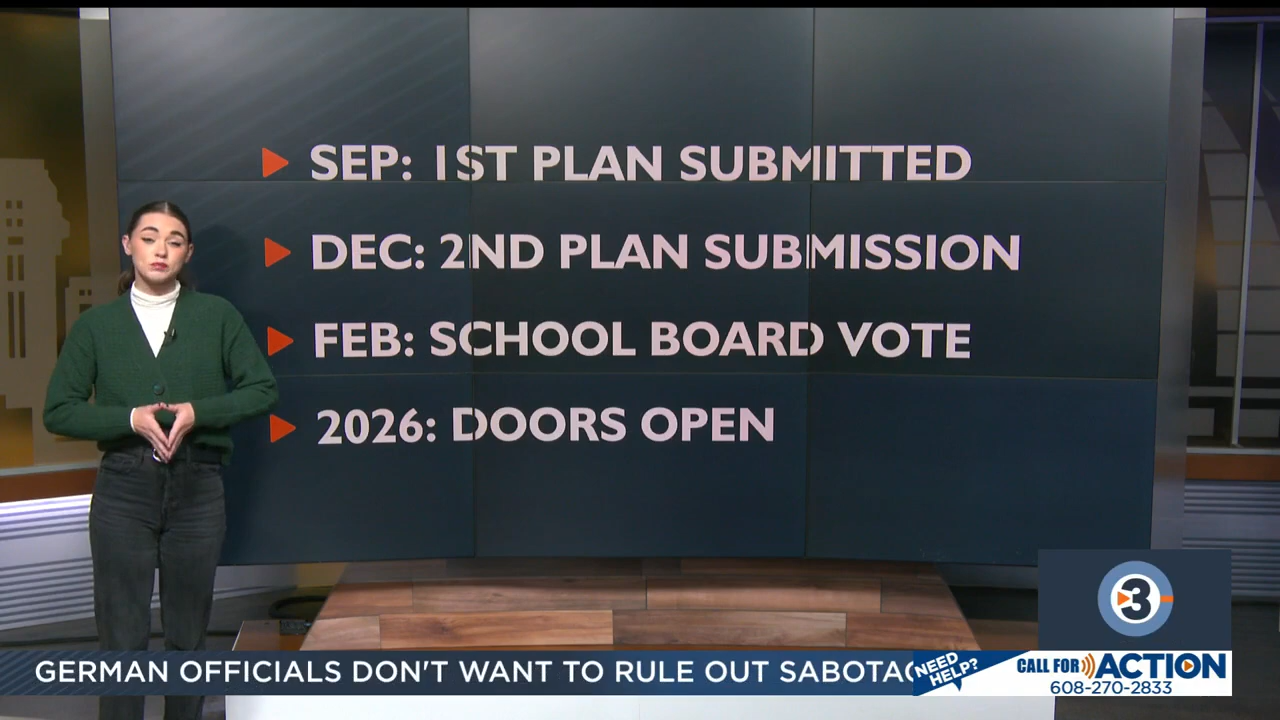 SEP: 1ST PLAN SUBMITTED
DEC: 2ND PLAN SUBMISSION
FEB: SCHOOL BOARD VOTE
2026: DOORS OPEN
3
GERMAN OFFICIALS DON'T WANT TO RULE OUT
NEED HELP?
CALL FOR ACTION
608-270-2833